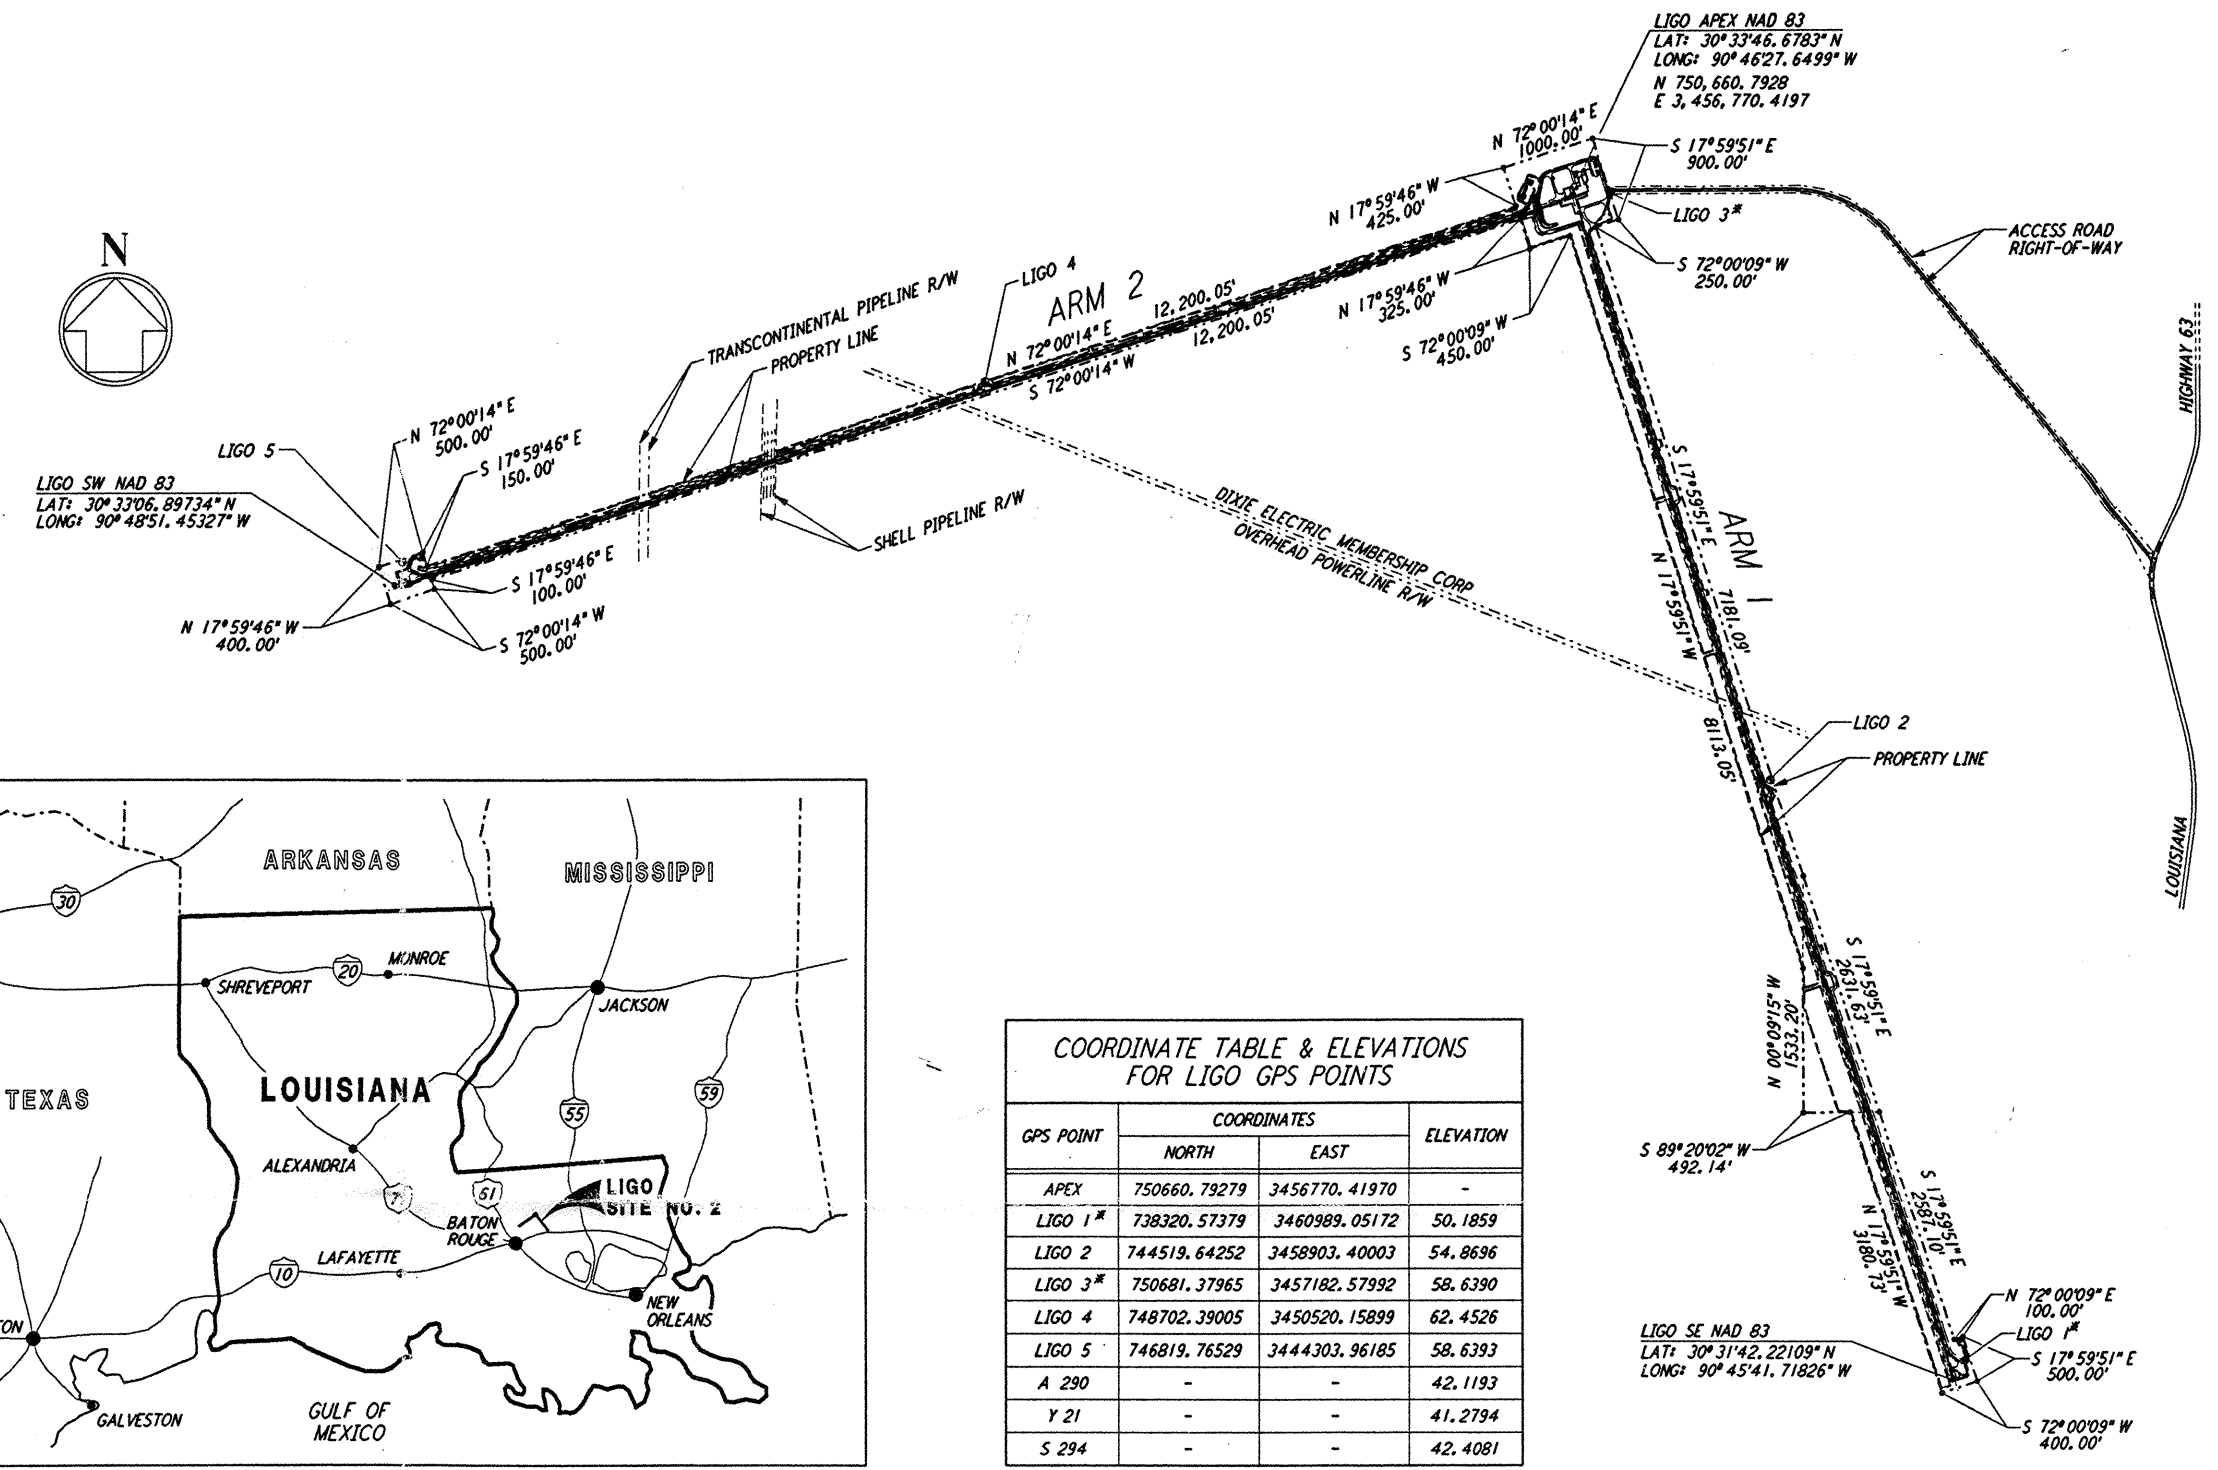 LIGO APEX NAD 83
LAT: 30°33'46.6783" N
LONG: 90°46'27.6499" W
N 750,660.7928
E 3,456,770.4197
N 72°00'14" E
1000.00'
S 17°59'51" E
900.00'
N 17°59'46" W
425.00'
LIGO 3*
ACCESS ROAD
RIGHT-OF-WAY
S 72°00'09" W
250.00'
N 17°59'46" W
325.00'
S 72°00'09" W
450.00'
N
LIGO 4
ARM 2
12,200.05'
12,200.05'
N 72°00'14" E
S 72°00'14" W
TRANSCONTINENTAL PIPELINE R/W
PROPERTY LINE
HIGHWAY 63
LOUISIANA
N 72°00'14" E
500.00'
LIGO 5
S 17°59'46" E
150.00'
LIGO SW NAD 83
LAT: 30°33'06.89734" N
LONG: 90°48'51.45327" W
SHELL PIPELINE R/W
S 17°59'46" E
100.00'
N 17°59'46" W
400.00'
S 72°00'14" W
500.00'
DIXIE ELECTRIC MEMBERSHIP CORP
OVERHEAD POWERLINE R/W
S 17°59'51" E
7181.09'
ARM 1
N 17°59'51" W
8113.05'
LIGO 2
PROPERTY LINE
S 17°59'51" E
2631.63'
N 00°09'51" W
1533.20'
S 89°20'02" W
492.14'
S 17°59'51" E
2587.10'
N 17°59'51" W
3180.73'
N 72°00'09" E
100.00'
LIGO 1*
LIGO SE NAD 83
LAT: 30°31'42.22109" N
LONG: 90°45'41.71826" W
S 17°59'51" E
500.00'
S 72°00'09" W
400.00'
ARKANSAS
MISSISSIPPI
30
20
MONROE
SHREVEPORT
JACKSON
TEXAS
LOUISIANA
55
59
ALEXANDRIA
61
LIGO
SITE NO. 2
BATON
ROUGE
LAFAYETTE
10
NEW
ORLEANS
TON
GALVESTON
GULF OF
MEXICO
COORDINATE TABLE & ELEVATIONS
FOR LIGO GPS POINTS
GPS POINT COORDINATES ELEVATION
NORTH EAST
APEX 750660.79279 3456770.41970 -
LIGO 1* 738320.57379 3460989.05172 50.1859
LIGO 2 744519.64252 3458903.40003 54.8696
LIGO 3* 750681.37965 3457182.57992 58.6390
LIGO 4 748702.39005 3450520.15899 62.4526
LIGO 5 746819.76529 3444303.96185 58.6393
A 290 - - 42.1193
Y 21 - - 41.2794
S 294 - - 42.4081